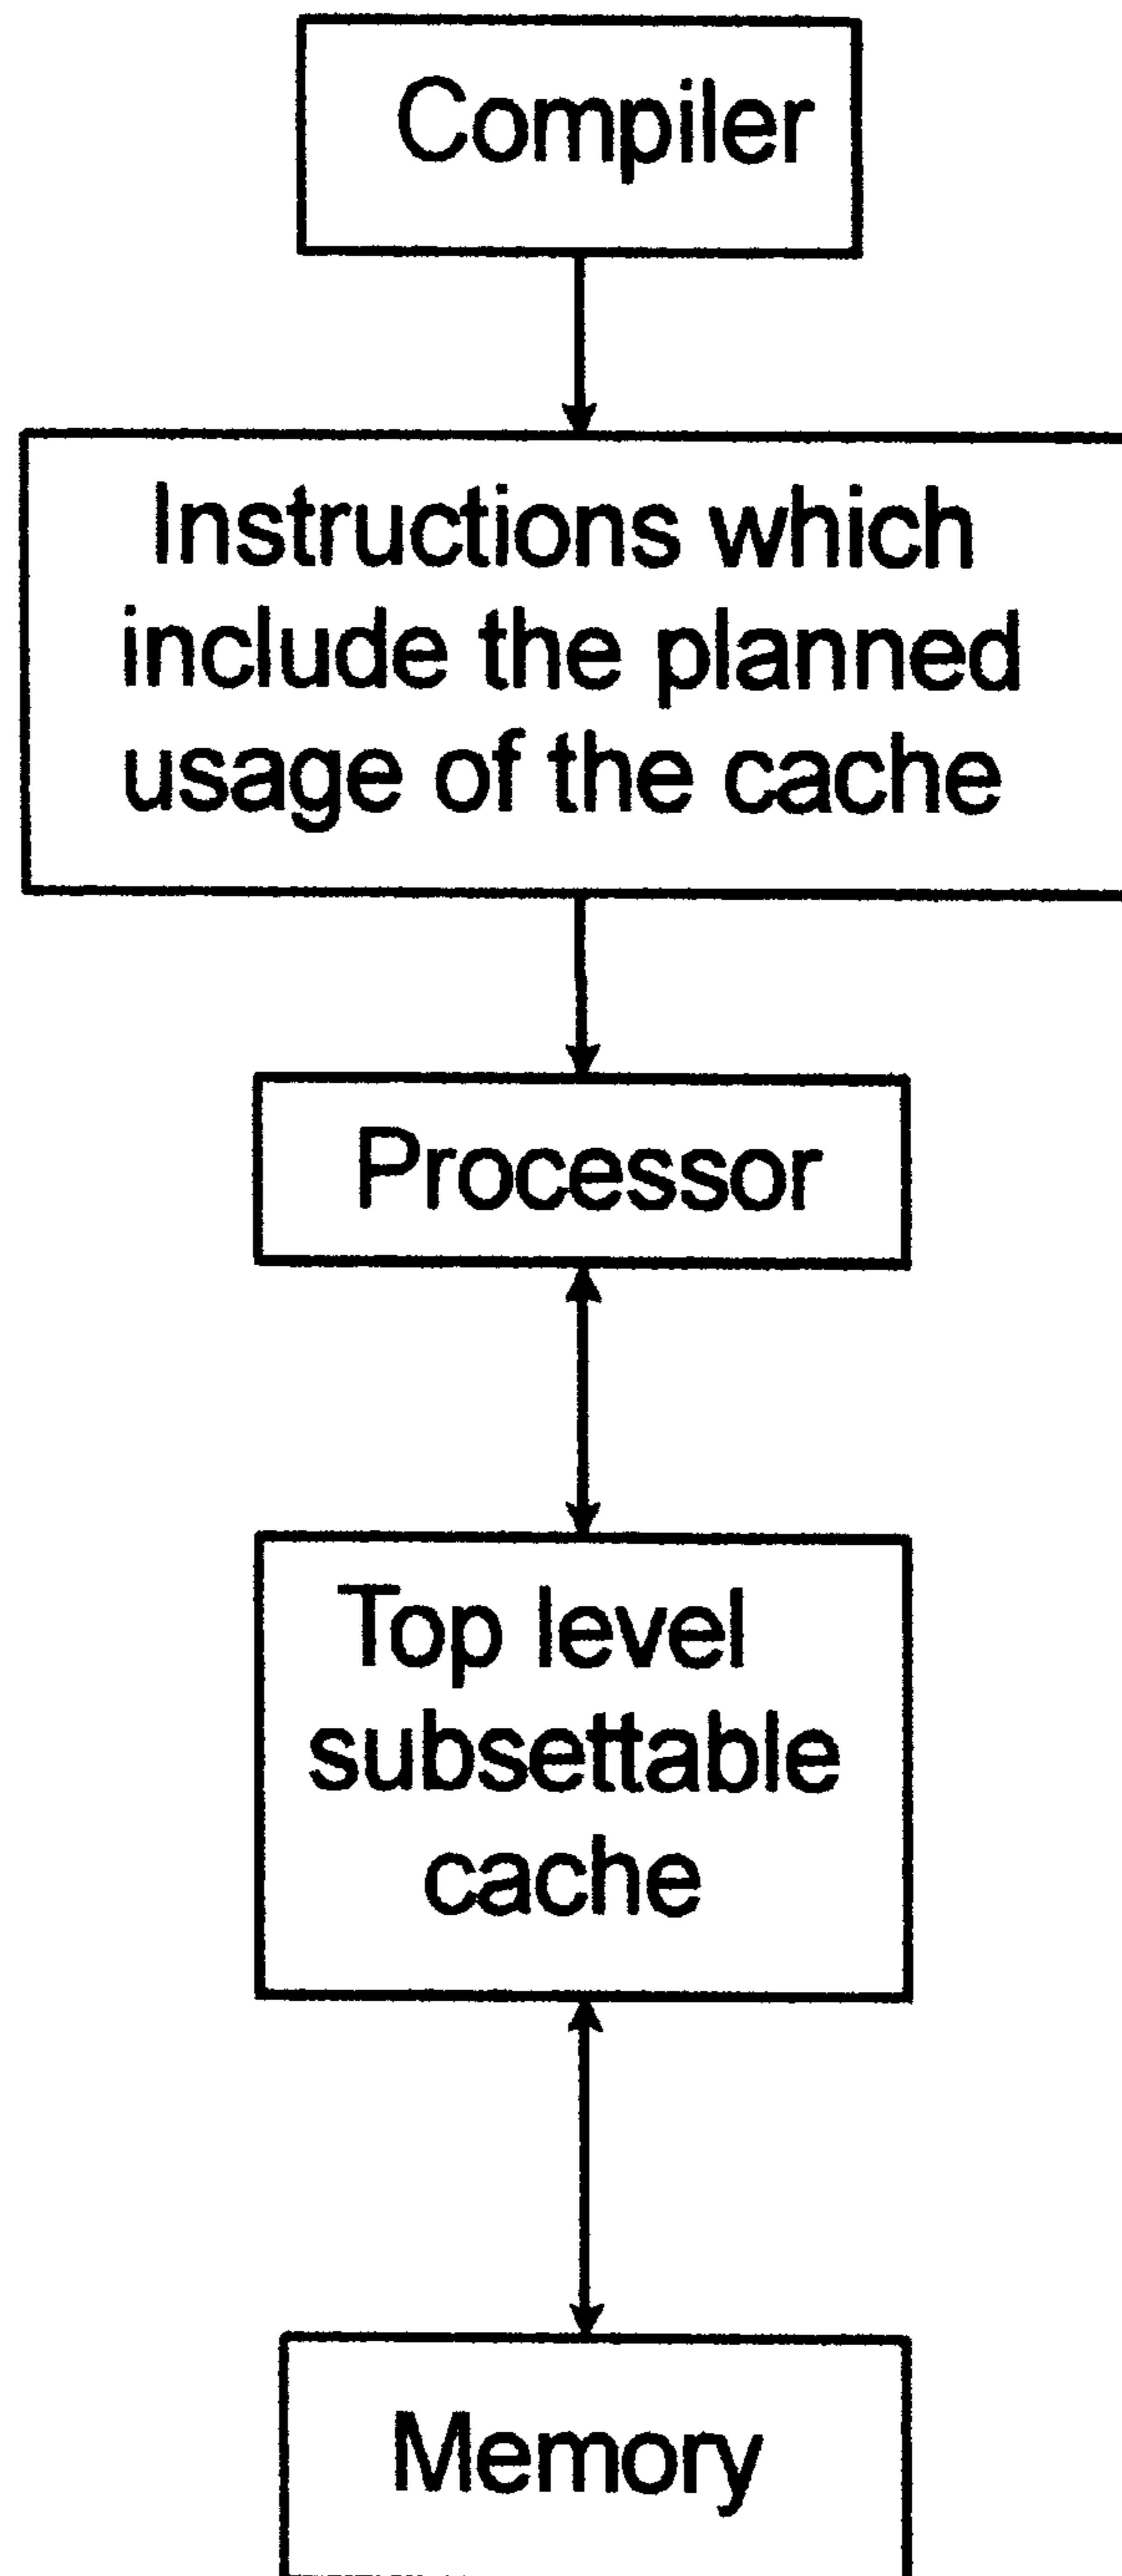 Compiler
Instructions which
include the planned
usage of the cache
Processor
Top level
subsettable
cache
Memory